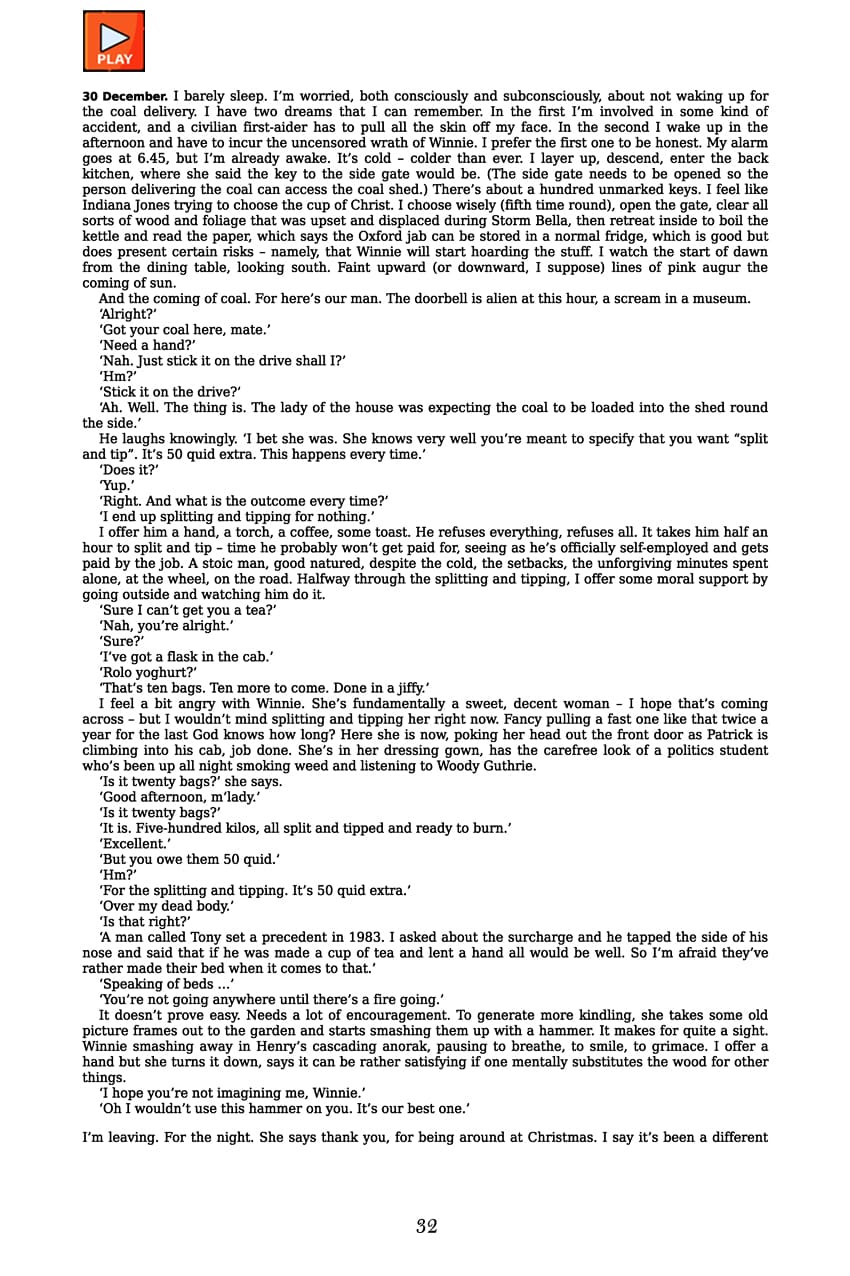 PLAY
30 December. I barely sleep. I’m worried, both consciously and subconsciously, about not waking up for
the coal delivery. I have two dreams that I can remember. In the first I’m involved in some kind of
accident, and a civilian first-aider has to pull all the skin off my face. In the second I wake up in the
afternoon and have to incur the uncensored wrath of Winnie. I prefer the first one to be honest. My alarm
goes at 6.45, but I’m already awake. It’s cold – colder than ever. I layer up, descend, enter the back
kitchen, where she said the key to the side gate would be. (The side gate needs to be opened so the
person delivering the coal can access the coal shed.) There’s about a hundred unmarked keys. I feel like
Indiana Jones trying to choose the cup of Christ. I choose wisely (fifth time round), open the gate, clear all
sorts of wood and foliage that was upset and displaced during Storm Bella, then retreat inside to boil the
kettle and read the paper, which says the Oxford jab can be stored in a normal fridge, which is good but
does present certain risks – namely, that Winnie will start hoarding the stuff. I watch the start of dawn
from the dining table, looking south. Faint upward (or downward, I suppose) lines of pink augur the
coming of sun.
And the coming of coal. For here’s our man. The doorbell is alien at this hour, a scream in a museum.
‘Alright?’
‘Got your coal here, mate.’
‘Need a hand?’
‘Nah. Just stick it on the drive shall I?’
‘Hm?’
‘Stick it on the drive?’
‘Ah. Well. The thing is. The lady of the house was expecting the coal to be loaded into the shed round
the side.’
He laughs knowingly. ‘I bet she was. She knows very well you’re meant to specify that you want “split
and tip”. It’s 50 quid extra. This happens every time.’
‘Does it?’
‘Yup.’
‘Right. And what is the outcome every time?’
‘I end up splitting and tipping for nothing.’
I offer him a hand, a torch, a coffee, some toast. He refuses everything, refuses all. It takes him half an
hour to split and tip – time he probably won’t get paid for, seeing as he’s officially self-employed and gets
paid by the job. A stoic man, good natured, despite the cold, the setbacks, the unforgiving minutes spent
alone, at the wheel, on the road. Halfway through the splitting and tipping, I offer some moral support by
going outside and watching him do it.
‘Sure I can’t get you a tea?’
‘Nah, you’re alright.’
‘Sure?’
‘I’ve got a flask in the cab.’
‘Rolo yoghurt?’
‘That’s ten bags. Ten more to come. Done in a jiffy.’
I feel a bit angry with Winnie. She’s fundamentally a sweet, decent woman – I hope that’s coming
across – but I wouldn’t mind splitting and tipping her right now. Fancy pulling a fast one like that twice a
year for the last God knows how long? Here she is now, poking her head out the front door as Patrick is
climbing into his cab, job done. She’s in her dressing gown, has the carefree look of a politics student
who’s been up all night smoking weed and listening to Woody Guthrie.
‘Is it twenty bags?’ she says.
‘Good afternoon, m’lady.’
‘Is it twenty bags?’
‘It is. Five-hundred kilos, all split and tipped and ready to burn.’
‘Excellent.’
‘But you owe them 50 quid.’
‘Hm?’
‘For the splitting and tipping. It’s 50 quid extra.’
‘Over my dead body.’
‘Is that right?’
‘A man called Tony set a precedent in 1983. I asked about the surcharge and he tapped the side of his
nose and said that if he was made a cup of tea and lent a hand all would be well. So I’m afraid they’ve
rather made their bed when it comes to that.’
‘Speaking of beds ...’
‘You’re not going anywhere until there’s a fire going.’
It doesn’t prove easy. Needs a lot of encouragement. To generate more kindling, she takes some old
picture frames out to the garden and starts smashing them up with a hammer. It makes for quite a sight.
Winnie smashing away in Henry’s cascading anorak, pausing to breathe, to smile, to grimace. I offer a
hand but she turns it down, says it can be rather satisfying if one mentally substitutes the wood for other
things.
‘I hope you’re not imagining me, Winnie.’
‘Oh I wouldn’t use this hammer on you. It’s our best one.’
I’m leaving. For the night. She says thank you, for being around at Christmas. I say it’s been a different
32